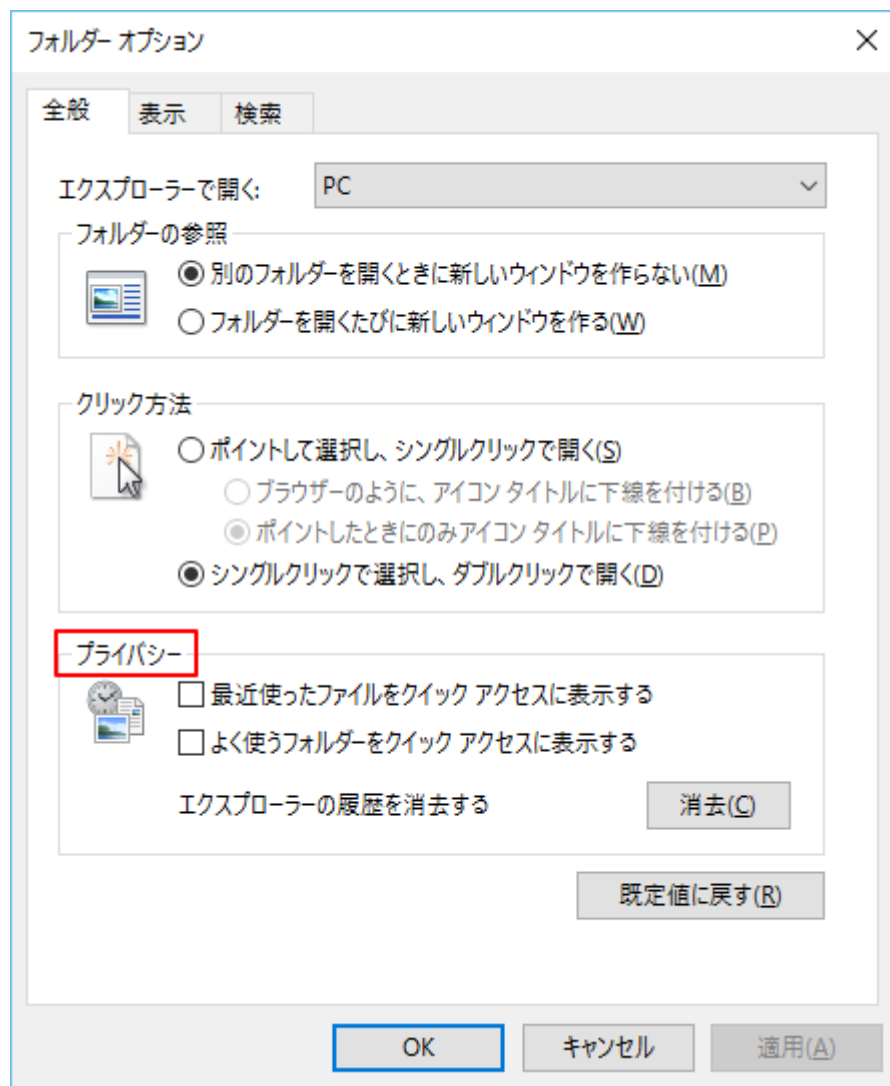 フォルダー オプション
全般 表示 検索
エクスプローラーで開く: PC
フォルダーの参照
別のフォルダーを開くときに新しいウィンドウを作らない(M)
フォルダーを開くたびに新しいウィンドウを作る(W)
クリック方法
ポイントして選択し、シングルクリックで開く(S)
ブラウザーのように、アイコン タイトルに下線を付ける(B)
ポイントしたときにのみアイコン タイトルに下線を付ける(P)
シングルクリックで選択し、ダブルクリックで開く(D)
プライバシー
最近使ったファイルをクイック アクセスに表示する
よく使うフォルダーをクイック アクセスに表示する
エクスプローラーの履歴を消去する 消去(C)
既定値に戻す(R)
OK キャンセル 適用(A)